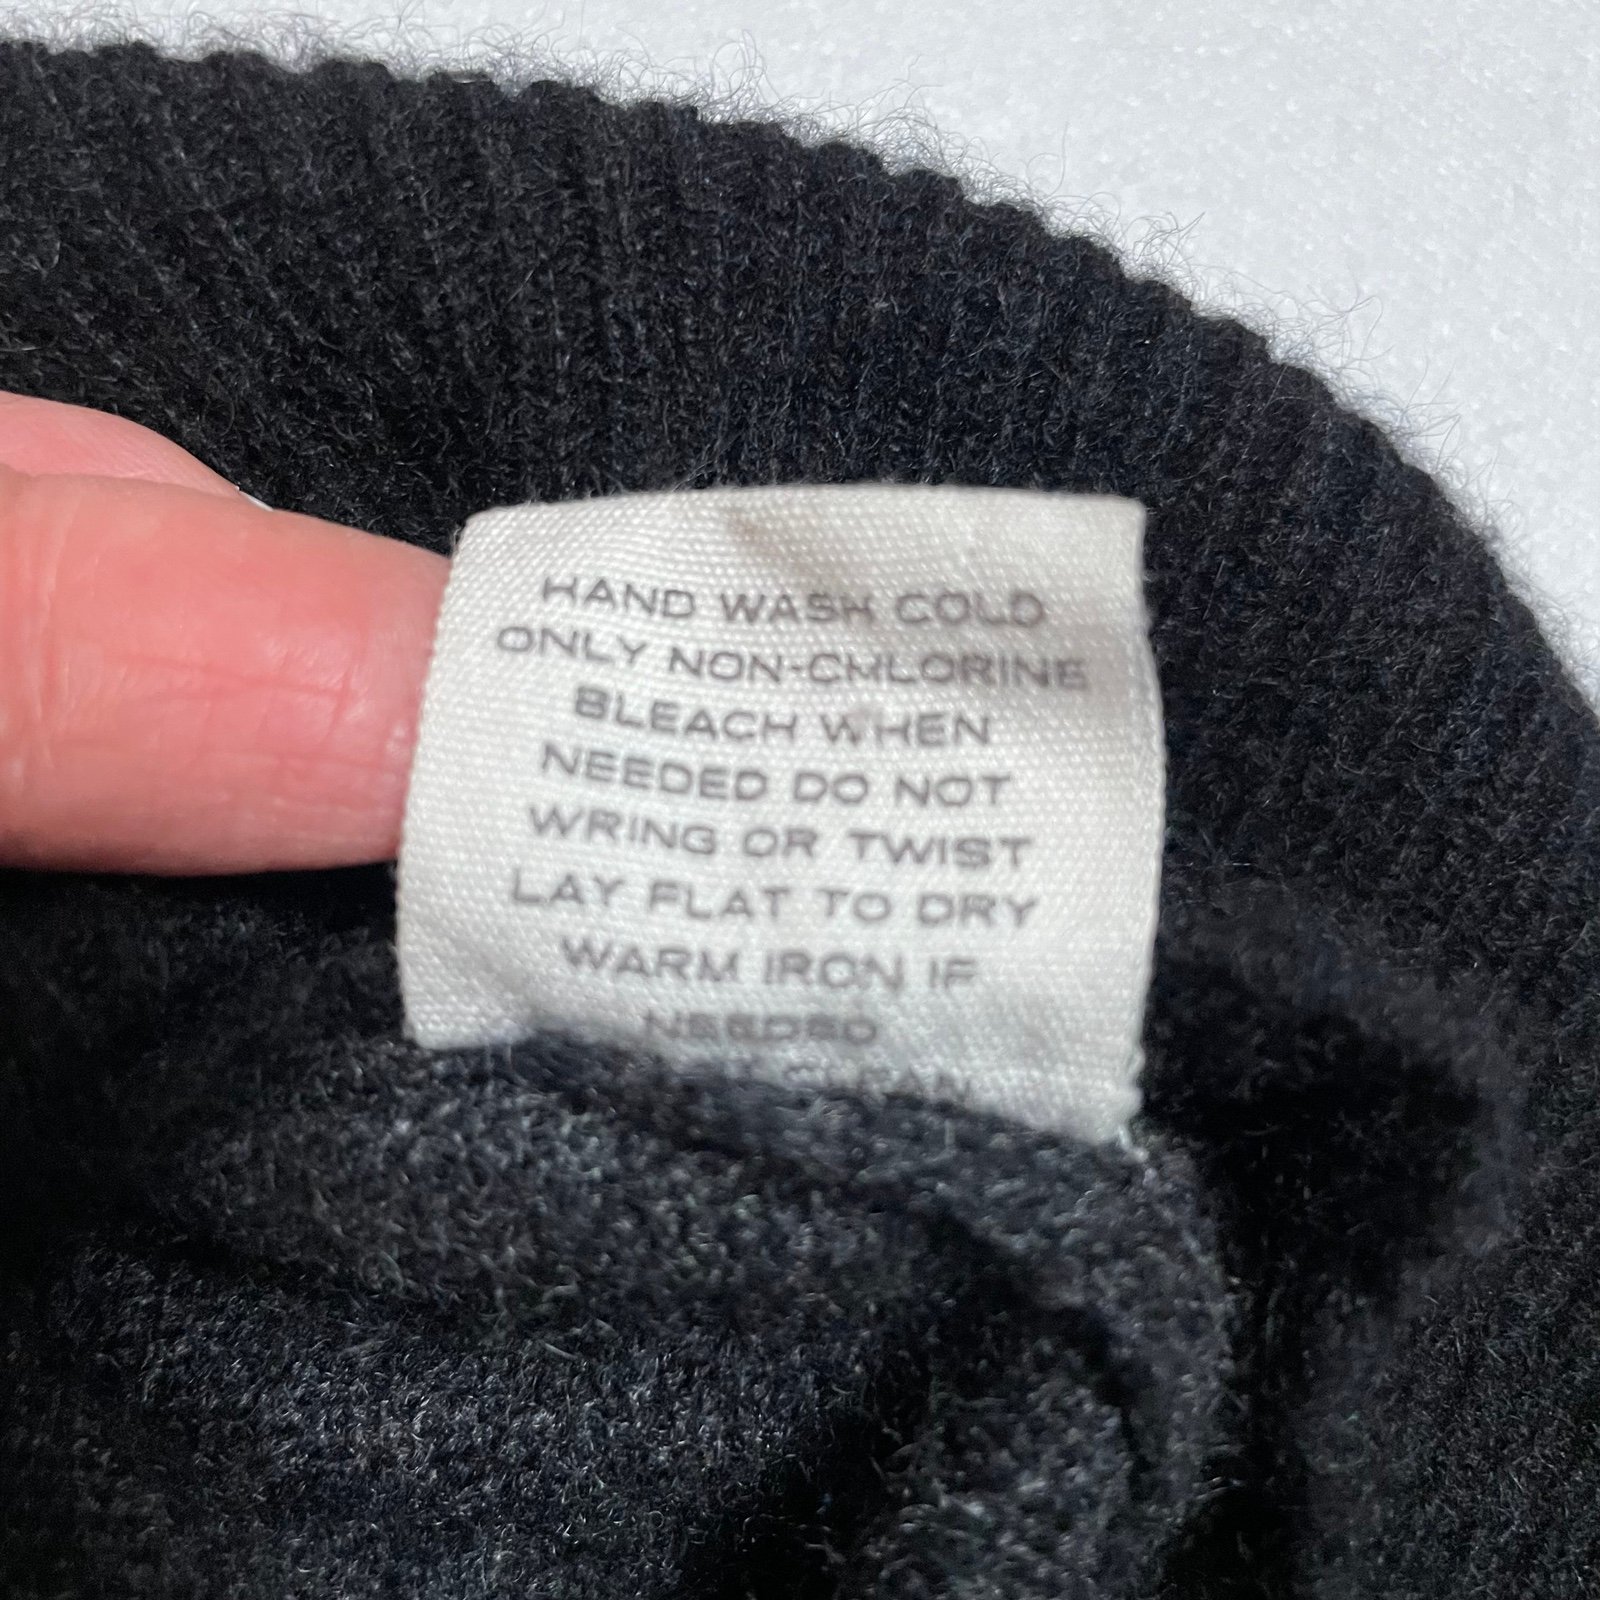 HAND WASH COLD
ONLY NON-CHLORINE
BLEACH WHEN
NEEDED DO NOT
WRING OR TWIST
LAY FLAT TO DRY
WARM IRON IF
NEEDED